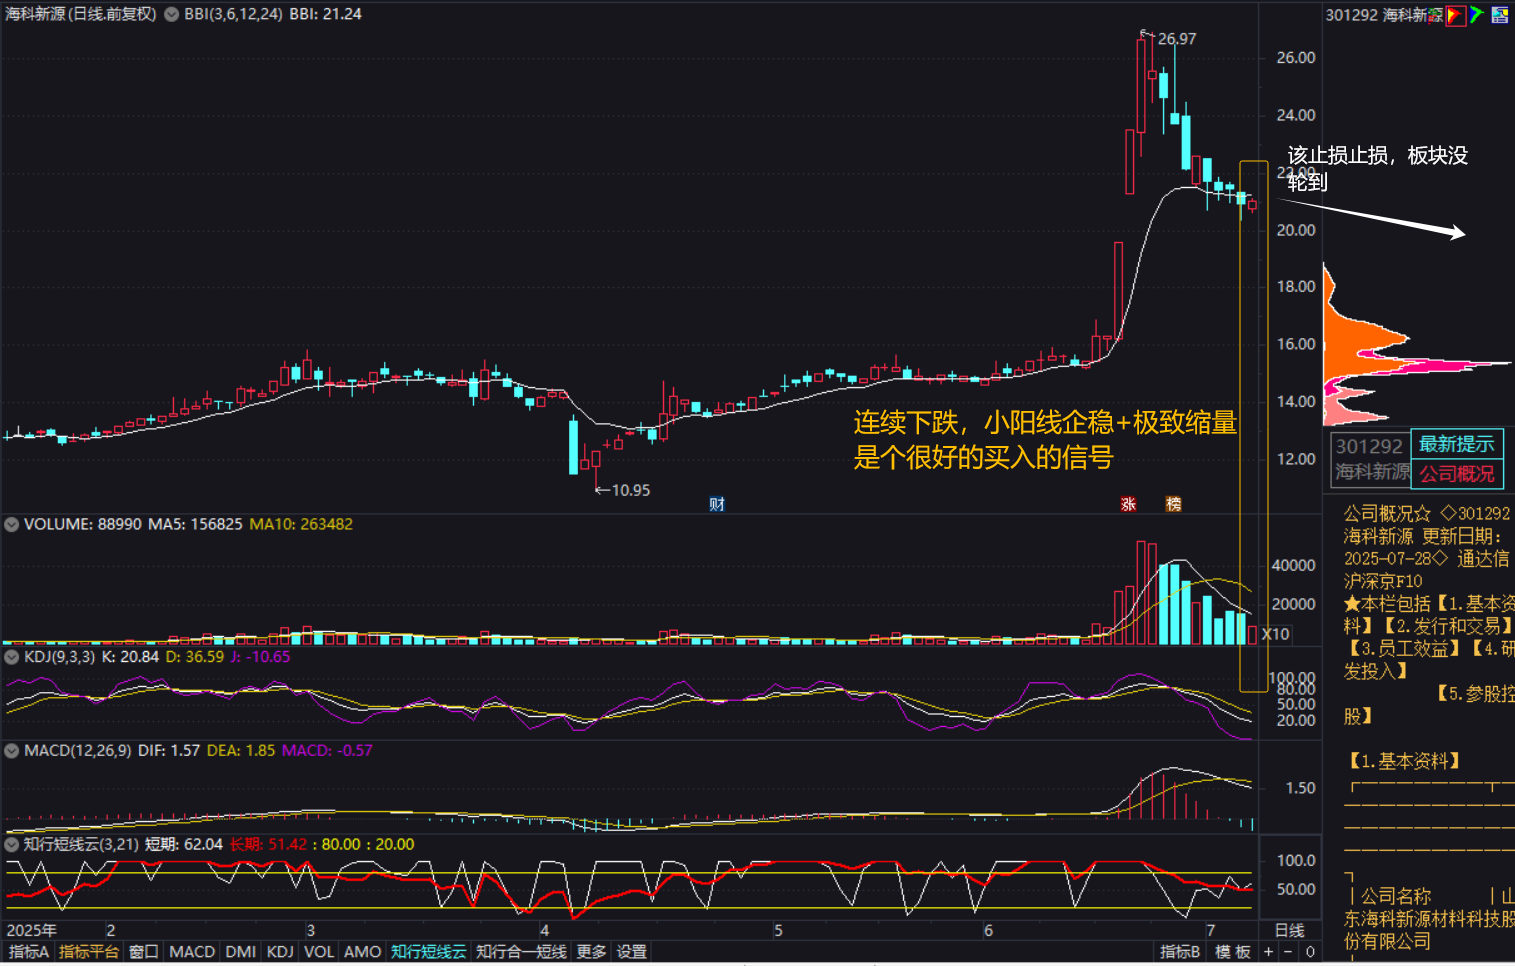 海科新源(日线.前复权) BBI(3,6,12,24) BBI: 21.24
301292 海科新源
26.97
26.00
24.00
该止损止损，板块没
轮到
22.00
20.00
18.00
16.00
14.00
12.00
连续下跌，小阳线企稳+极致缩量
是个很好的买入的信号
10.95
财
涨
榜
301292
海科新源
最新提示
公司概况
VOLUME: 88990 MA5: 156825 MA10: 263482
40000
20000
X10
KDJ(9,3,3) K: 20.84 D: 36.59 J: -10.65
100.00
80.00
50.00
20.00
MACD(12,26,9) DIF: 1.57 DEA: 1.85 MACD: -0.57
1.50
知行短线云(3,21) 短期: 62.04 长期: 51.42 : 80.00 : 20.00
100.0
50.00
公司概况☆ ◇301292
海科新源 更新日期:
2025-07-28◇ 通达信
沪深京F10
★本栏包括【1.基本资
料】【2.发行和交易】
【3.员工效益】【4.研
发投入】
【5.参股控
股】
【1.基本资料】
|公司名称 |山
东海科新源材料科技股
份有限公司
2025年 2 3 4 5 6 7 日线
指标A 指标平台 窗口 MACD DMI KDJ VOL AMO 知行短线云 知行合一短线 更多 设置 指标B 模板 + - 0